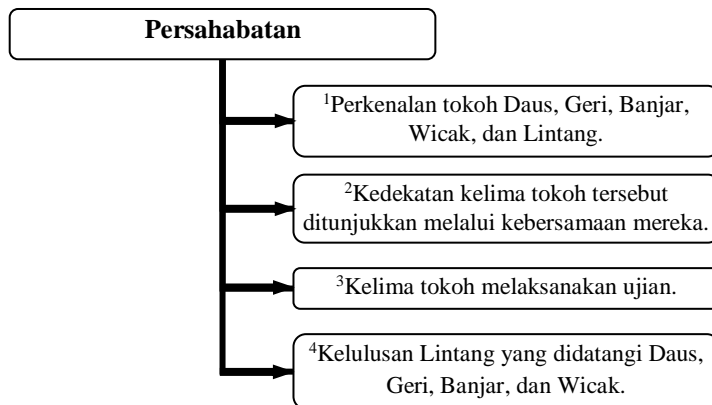 Persahabatan
¹Perkenalan tokoh Daus, Geri, Banjar,
Wicak, dan Lintang.
²Kedekatan kelima tokoh tersebut
ditunjukkan melalui kebersamaan mereka.
³Kelima tokoh melaksanakan ujian.
⁴Kelulusan Lintang yang didatangi Daus,
Geri, Banjar, dan Wicak.